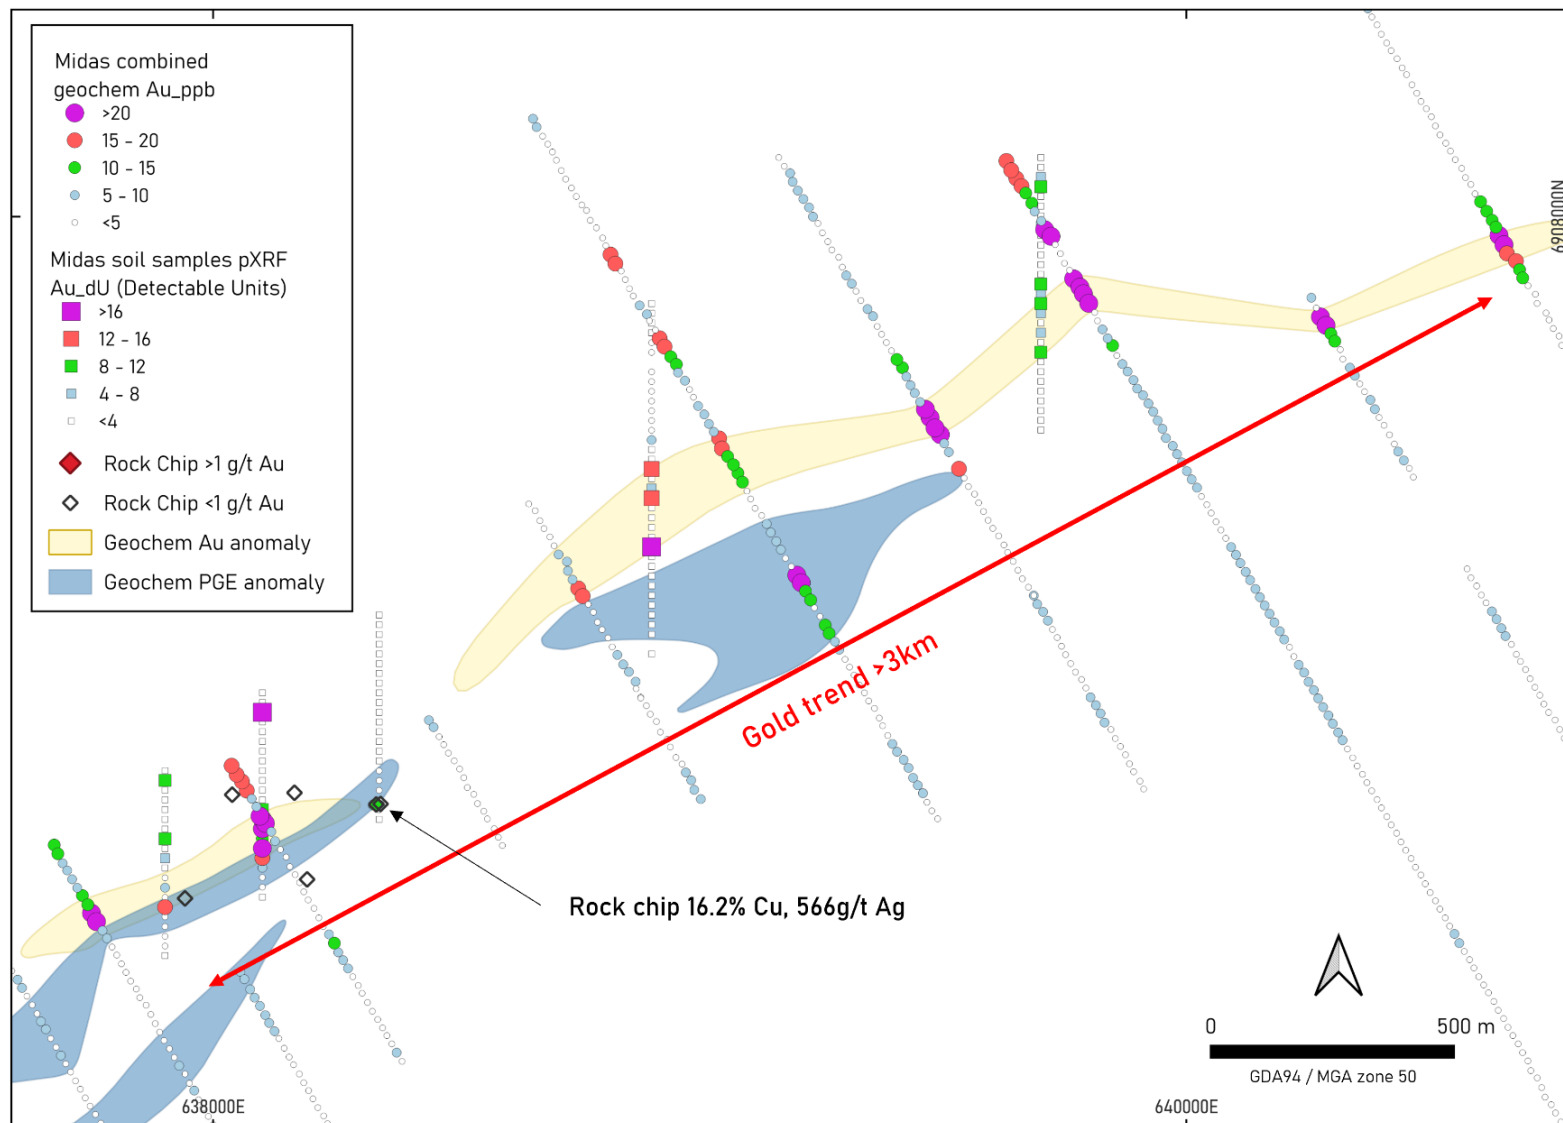 Midas combined
geochem Au_ppb
>20
15 - 20
10 - 15
5 - 10
<5
Midas soil samples pXRF
Au_dU (Detectable Units)
>16
12 - 16
8 - 12
4 - 8
<4
Rock Chip >1 g/t Au
Rock Chip <1 g/t Au
Geochem Au anomaly
Geochem PGE anomaly
6908000N
Gold trend >3km
Rock chip 16.2% Cu, 566g/t Ag
0 500 m
GDA94 / MGA zone 50
638000E 640000E